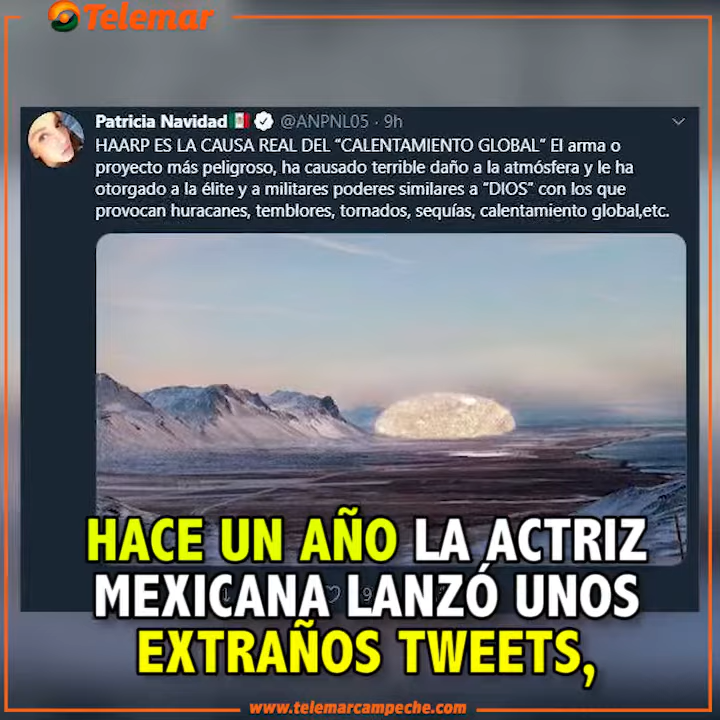 Telemar
Patricia Navidad🇲🇽 @ANPNL05 · 9h
HAARP ES LA CAUSA REAL DEL “CALENTAMIENTO GLOBAL” El arma o
proyecto más peligroso, ha causado terrible daño a la atmósfera y le ha
otorgado a la élite y a militares poderes similares a “DIOS” con los que
provocan huracanes, temblores, tornados, sequías, calentamiento global,etc.
HACE UN AÑO LA ACTRIZ
MEXICANA LANZÓ UNOS
EXTRAÑOS TWEETS,
www.telemarcampeche.com